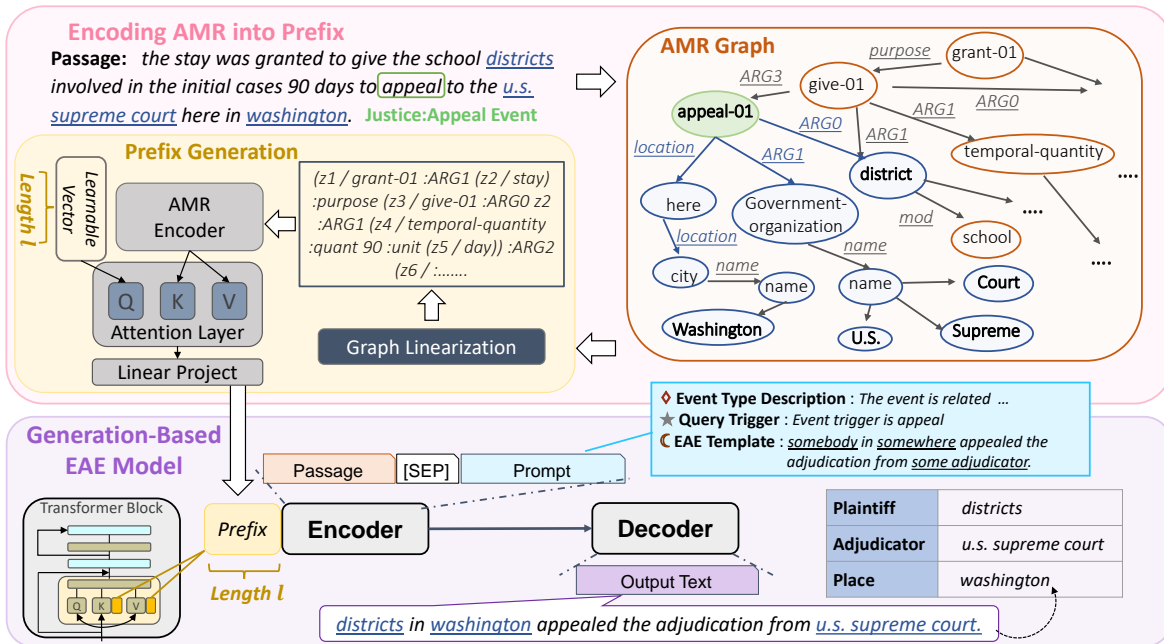 Encoding AMR into Prefix
Passage: the stay was granted to give the school districts
involved in the initial cases 90 days to appeal to the u.s.
supreme court here in washington. Justice:Appeal Event
Prefix Generation
Length l
Learnable
Vector
AMR
Encoder
Q K V
Attention Layer
Linear Project
(z1 / grant-01 :ARG1 (z2 / stay)
:purpose (z3 / give-01 :ARG0 z2
:ARG1 (z4 / temporal-quantity
:quant 90 :unit (z5 / day)) :ARG2
(z6 / :.......
Graph Linearization
AMR Graph
purpose
grant-01
ARG3
give-01
ARG0
appeal-01
ARG0
ARG1
ARG1
temporal-quantity
location
ARG1
district
....
here
Government-
organization
mod
....
school
....
location
name
city
name
name
name
Court
Washington
U.S.
Supreme
Generation-Based
EAE Model
◊ Event Type Description : The event is related ...
★ Query Trigger : Event trigger is appeal
☾ EAE Template : somebody in somewhere appealed the
adjudication from some adjudicator.
Passage [SEP] Prompt
Transformer Block
Q K V
Prefix
Encoder
Decoder
Length l
Output Text
Plaintiff districts
Adjudicator u.s. supreme court
Place washington
districts in washington appealed the adjudication from u.s. supreme court.